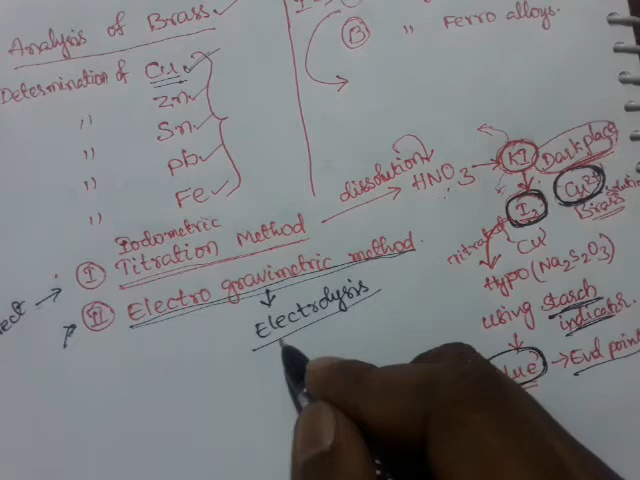 Analysis of Brass
Determination of Cu
" Zn
" Sn
" Pb
" Fe
B " Ferro alloys.
Iodometric
I Titration Method
dissolution
HNO3 → KI Dark place
I2 Cu2+
Brass
Cu
Hypo (Na2S2O3)
using starch
indicator.
→ End point
II Electro gravimetric method.
↓
Electrolysis